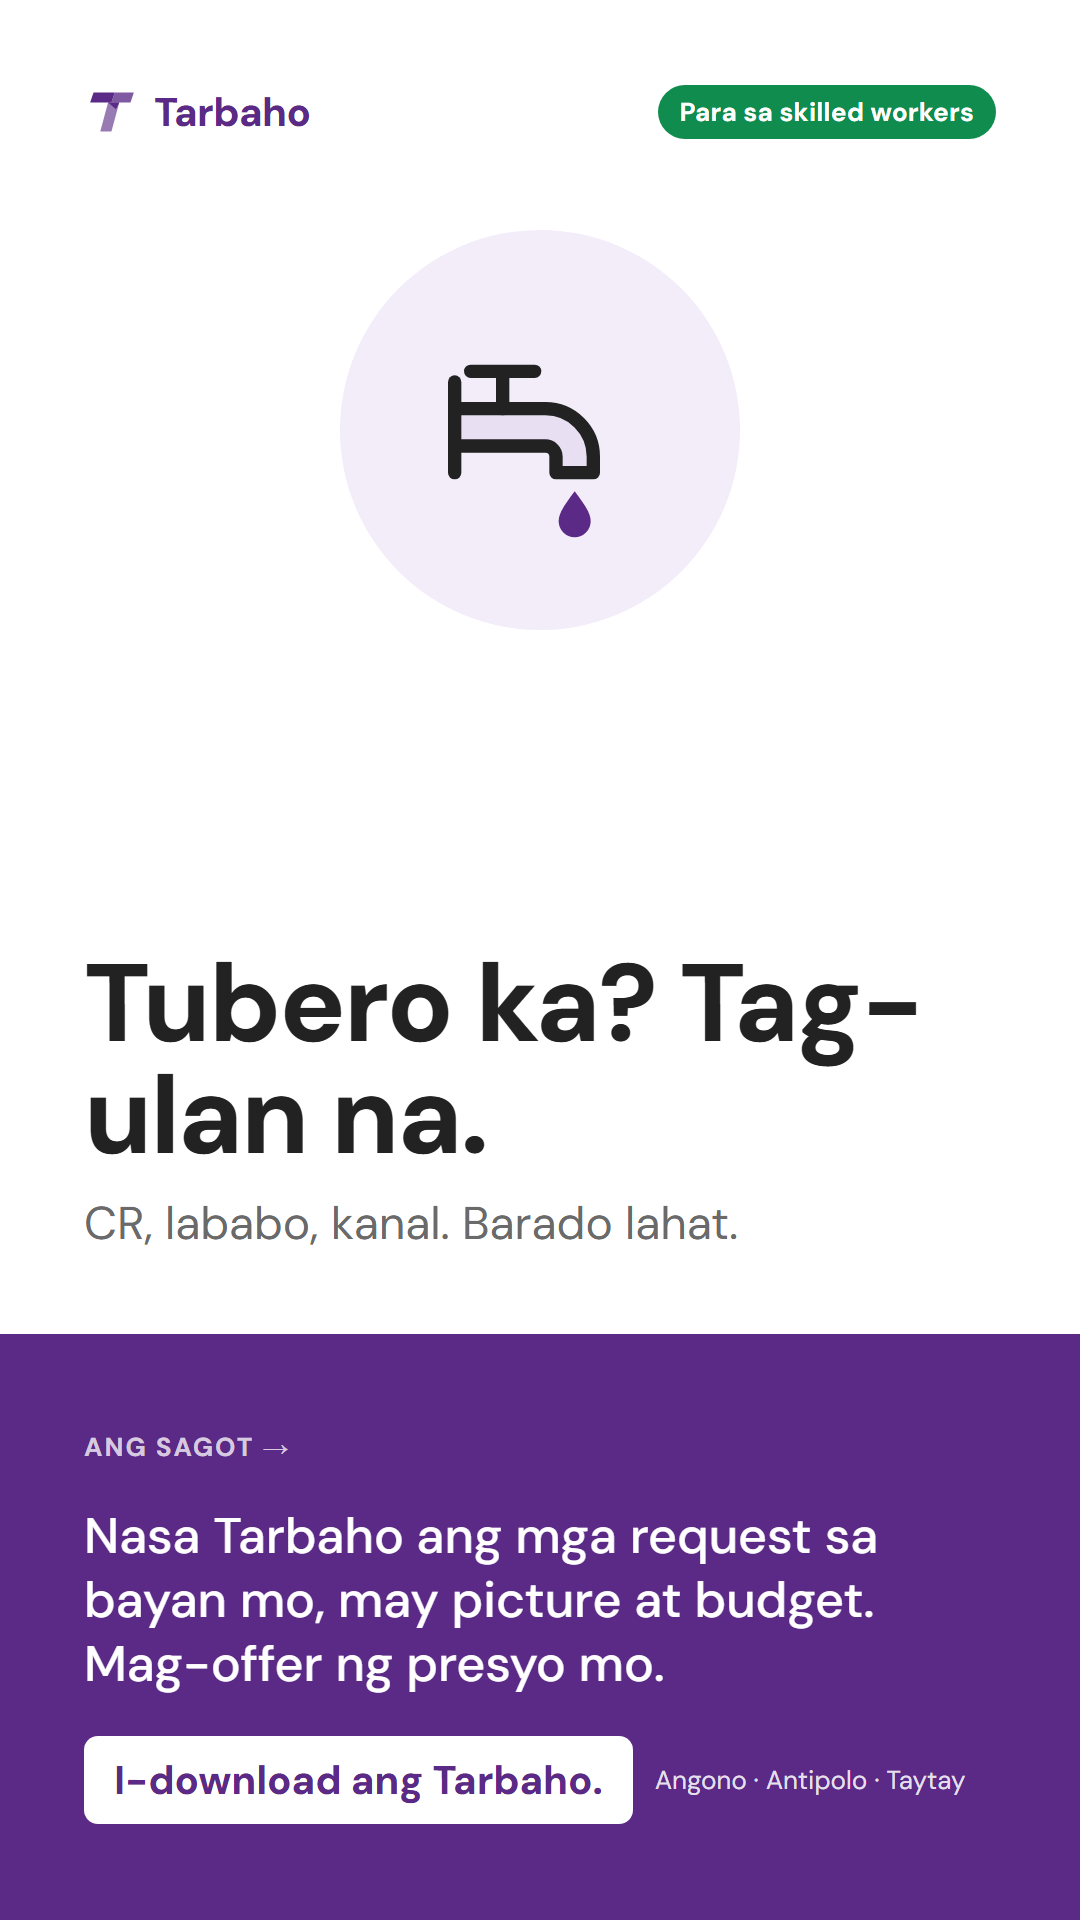 Tarbaho
Para sa skilled workers
Tubero ka? Tag-
ulan na.
CR, lababo, kanal. Barado lahat.
ANG SAGOT →
Nasa Tarbaho ang mga request sa
bayan mo, may picture at budget.
Mag-offer ng presyo mo.
I-download ang Tarbaho.
Angono · Antipolo · Taytay